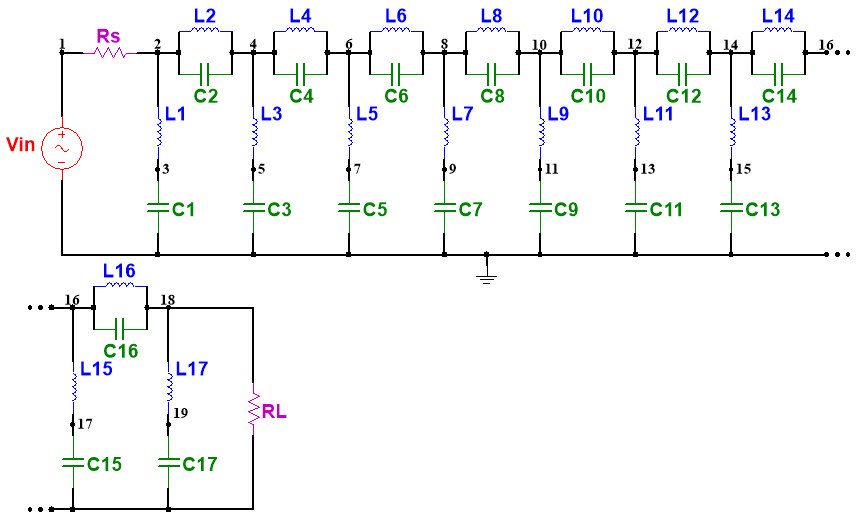 L2 L4 L6 L8 L10 L12 L14
1 Rs 2 4 6 8 10 12 14 16
C2 C4 C6 C8 C10 C12 C14
L1 L3 L5 L7 L9 L11 L13
Vin
3 5 7 9 11 13 15
C1 C3 C5 C7 C9 C11 C13
L16
16 18
C16
L15 L17
19
RL
17
C15 C17